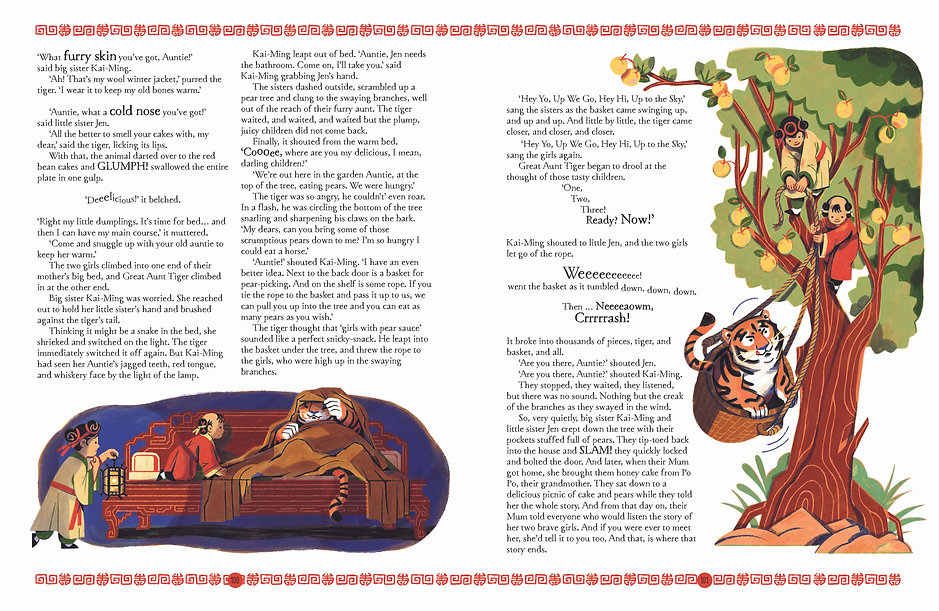 ‘What furry skin you’ve got, Auntie!’
said big sister Kai-Ming.
‘Ah! That’s my wool winter jacket,’ purred the
tiger. ‘I wear it to keep my old bones warm.’
‘Auntie, what a cold nose you’ve got!’
said little sister Jen.
‘All the better to smell your cakes with, my
dear,’ said the tiger, licking its lips.
With that, the animal darted over to the red
bean cakes and GLUMPH! swallowed the entire
plate in one gulp.
‘Deeelicious!’ it belched.
‘Right my little dumplings. It’s time for bed... and
then I can have my main course,’ it muttered.
‘Come and snuggle up with your old auntie to
keep her warm.’
The two girls climbed into one end of their
mother’s big bed, and Great Aunt Tiger climbed
in at the other end.
Big sister Kai-Ming was worried. She reached
out to hold her little sister’s hand and brushed
against the tiger’s tail.
Thinking it might be a snake in the bed, she
shrieked and switched on the light. The tiger
immediately switched it off again. But Kai-Ming
had seen her Auntie’s jagged teeth, red tongue,
and whiskery face by the light of the lamp.
Kai-Ming leapt out of bed. ‘Auntie, Jen needs
the bathroom. Come on, I’ll take you.’ said
Kai-Ming grabbing Jen’s hand.
The sisters dashed outside, scrambled up a
pear tree and clung to the swaying branches, well
out of the reach of their furry aunt. The tiger
waited, and waited, and waited but the plump,
juicy children did not come back.
Finally, it shouted from the warm bed.
‘Coooee, where are you my delicious, I mean,
darling children?’
‘We’re out here in the garden Auntie, at the
top of the tree, eating pears. We were hungry.’
The tiger was so angry, he couldn’t even roar.
In a flash, he was circling the bottom of the tree
snarling and sharpening his claws on the bark.
‘My dears, can you bring some of those
scrumptious pears down to me? I’m so hungry I
could eat a horse.’
‘Auntie!’ shouted Kai-Ming. ‘I have an even
better idea. Next to the back door is a basket for
pear-picking. And on the shelf is some rope. If you
tie the rope to the basket and pass it up to us, we
can pull you up into the tree and you can eat as
many pears as you wish.’
The tiger thought that ‘girls with pear sauce’
sounded like a perfect snicky-snack. He leapt into
the basket under the tree, and threw the rope to
the girls, who were high up in the swaying
branches.
100
‘Hey Yo, Up We Go, Hey Hi, Up to the Sky,’
sang the sisters as the basket came swinging up,
and up and up. And little by little, the tiger came
closer, and closer, and closer.
‘Hey Yo, Up We Go, Hey Hi, Up to the Sky,’
sang the girls again.
Great Aunt Tiger began to drool at the
thought of those tasty children.
‘One,
Two,
Three!
Ready? Now!’
Kai-Ming shouted to little Jen, and the two girls
let go of the rope.
Weeeeeeeeeee!
went the basket as it tumbled down, down, down.
Then ... Neeeeaowm,
Crrrrrash!
It broke into thousands of pieces, tiger, and
basket, and all.
‘Are you there, Auntie?’ shouted Jen.
‘Are you there, Auntie?’ shouted Kai-Ming.
They stopped, they waited, they listened,
but there was no sound. Nothing but the creak
of the branches as they swayed in the wind.
So, very quietly, big sister Kai-Ming and
little sister Jen crept down the tree with their
pockets stuffed full of pears. They tip-toed back
into the house and SLAM! they quickly locked
and bolted the door. And later, when their Mum
got home, she brought them honey cake from Po
Po, their grandmother. They sat down to a
delicious picnic of cake and pears while they told
her the whole story. And from that day on, their
Mum told everyone who would listen the story of
her two brave girls. And if you were ever to meet
her, she’d tell it to you too. And that, is where that
story ends.
101